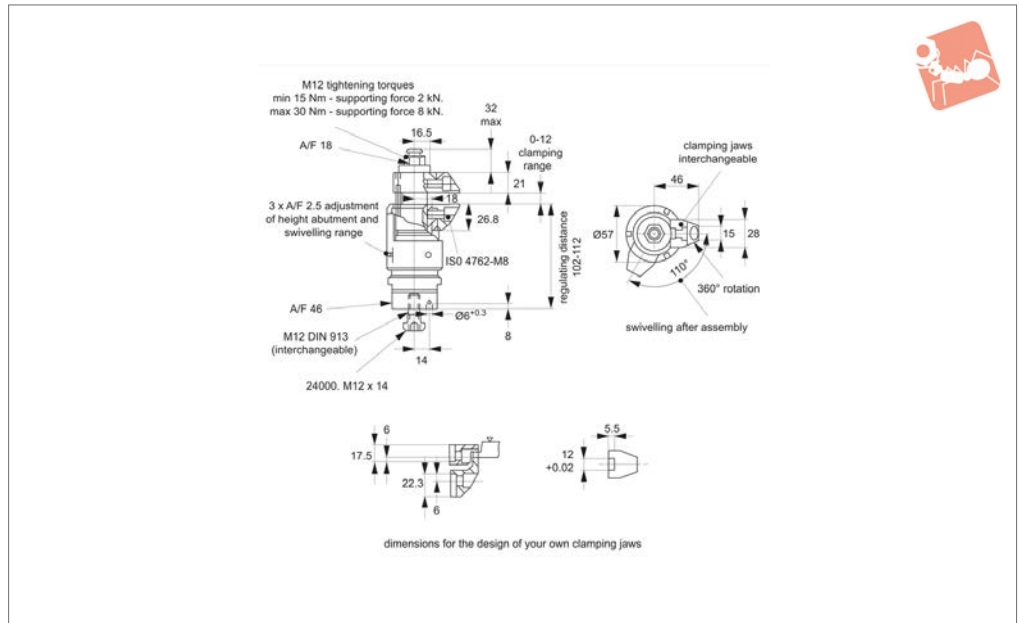 M12 tightening torques
min 15 Nm - supporting force 2 kN.
max 30 Nm - supporting force 8 kN.
32
max
16.5
A/F 18
0-12
clamping
range
21
18
3 x A/F 2.5 adjustment
of height abutment and
swivelling range
26.8
IS0 4762-M8
regulating distance
102-112
A/F 46
Ø6+0.3
8
M12 DIN 913
(interchangeable)
14
24000. M12 x 14
clamping jaws
interchangeable
46
Ø57
15
28
110°
360° rotation
swivelling after assembly
6
17.5
22.3
6
5.5
12
+0.02
dimensions for the design of your own clamping jaws